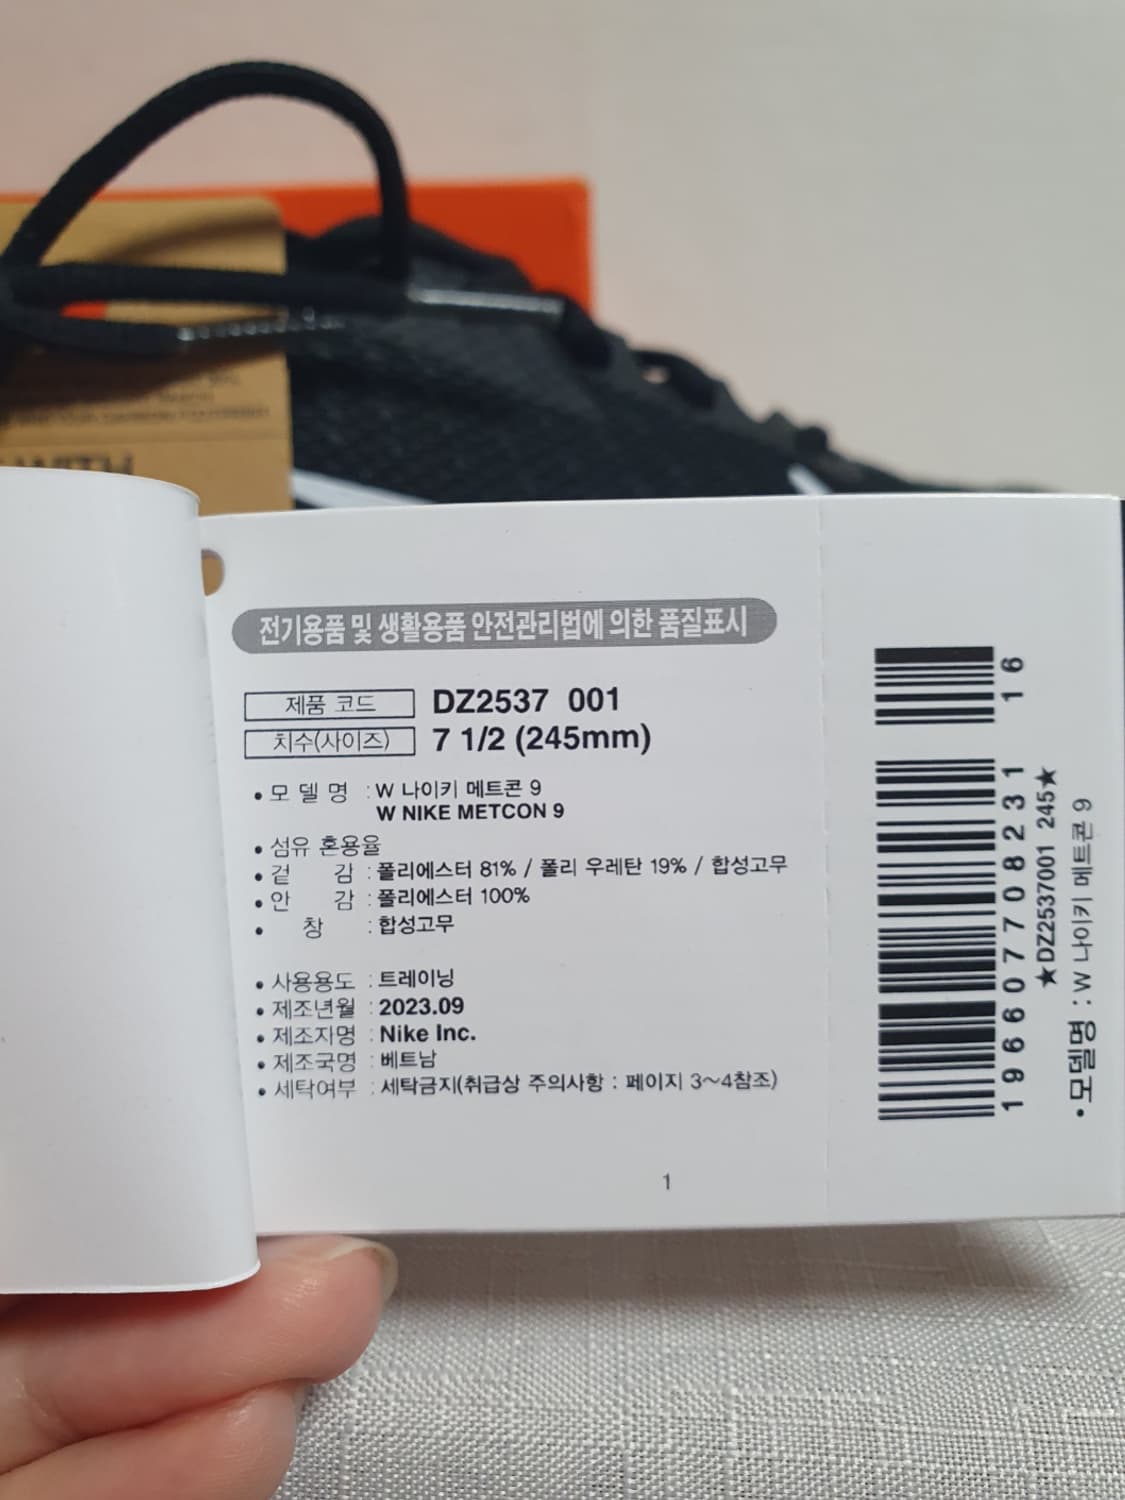 전기용품 및 생활용품 안전관리법에 의한 품질표시
제품 코드 DZ2537 001
치수(사이즈) 7 1/2 (245mm)
• 모 델 명 : W 나이키 메트콘 9
W NIKE METCON 9
• 섬유 혼용율
• 겉 감 : 폴리에스터 81% / 폴리 우레탄 19% / 합성고무
• 안 감 : 폴리에스터 100%
• 창 : 합성고무
• 사용용도 : 트레이닝
• 제조년월 : 2023.09
• 제조자명 : Nike Inc.
• 제조국명 : 베트남
• 세탁여부 : 세탁금지(취급상 주의사항 : 페이지 3~4참조)
1
196607708231 16
★DZ2537001 245★
• 모델명 : W 나이키 메트콘 9